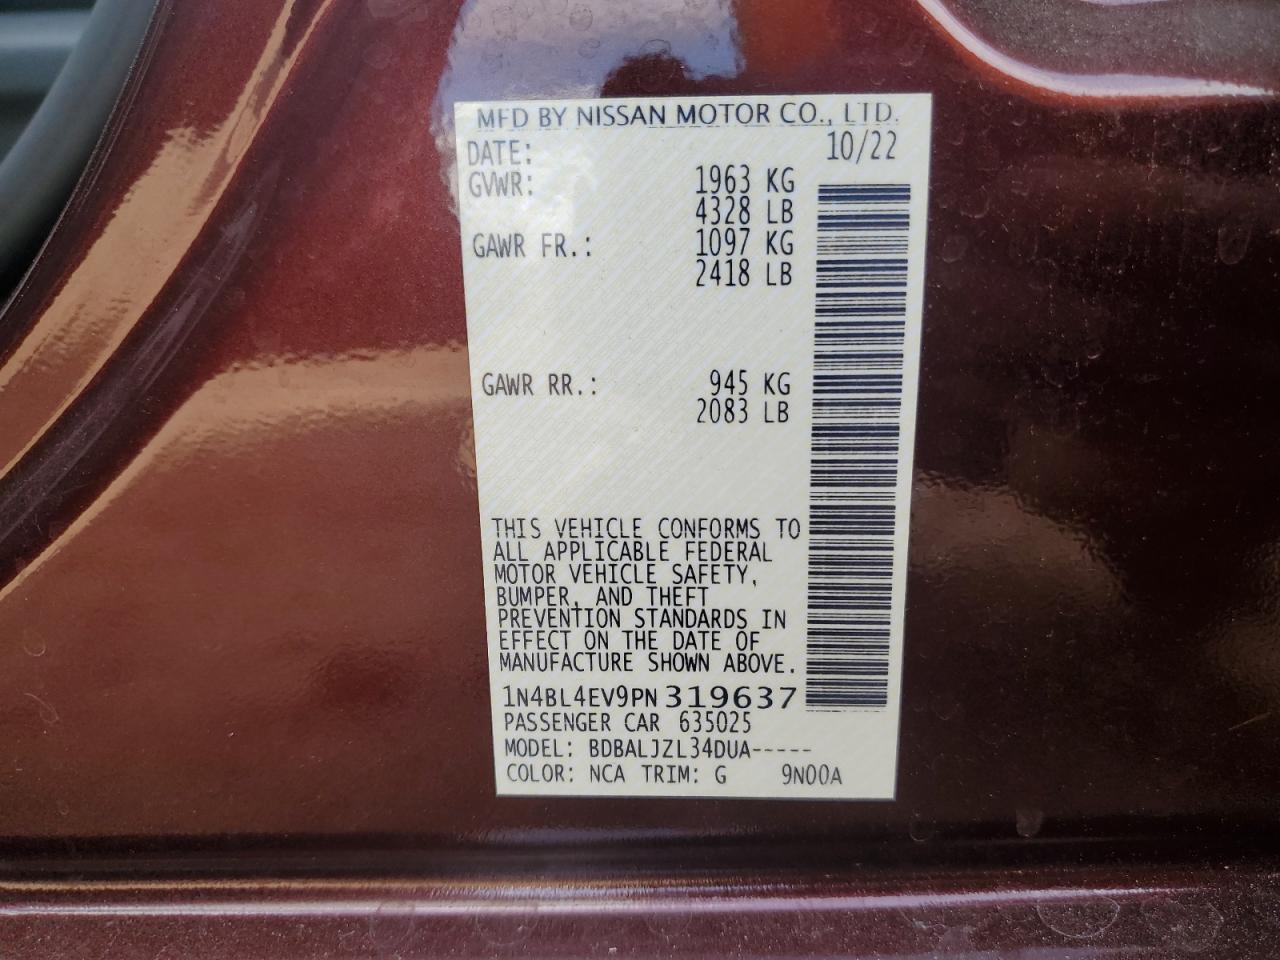 MFD BY NISSAN MOTOR CO., LTD.
DATE: 10/22
GVWR: 1963 KG
4328 LB
GAWR FR.: 1097 KG
2418 LB
GAWR RR.: 945 KG
2083 LB
THIS VEHICLE CONFORMS TO
ALL APPLICABLE FEDERAL
MOTOR VEHICLE SAFETY,
BUMPER, AND THEFT
PREVENTION STANDARDS IN
EFFECT ON THE DATE OF
MANUFACTURE SHOWN ABOVE.
1N4BL4EV9PN319637
PASSENGER CAR 635025
MODEL: BDBALJZL34DUA-----
COLOR: NCA TRIM: G 9N00A